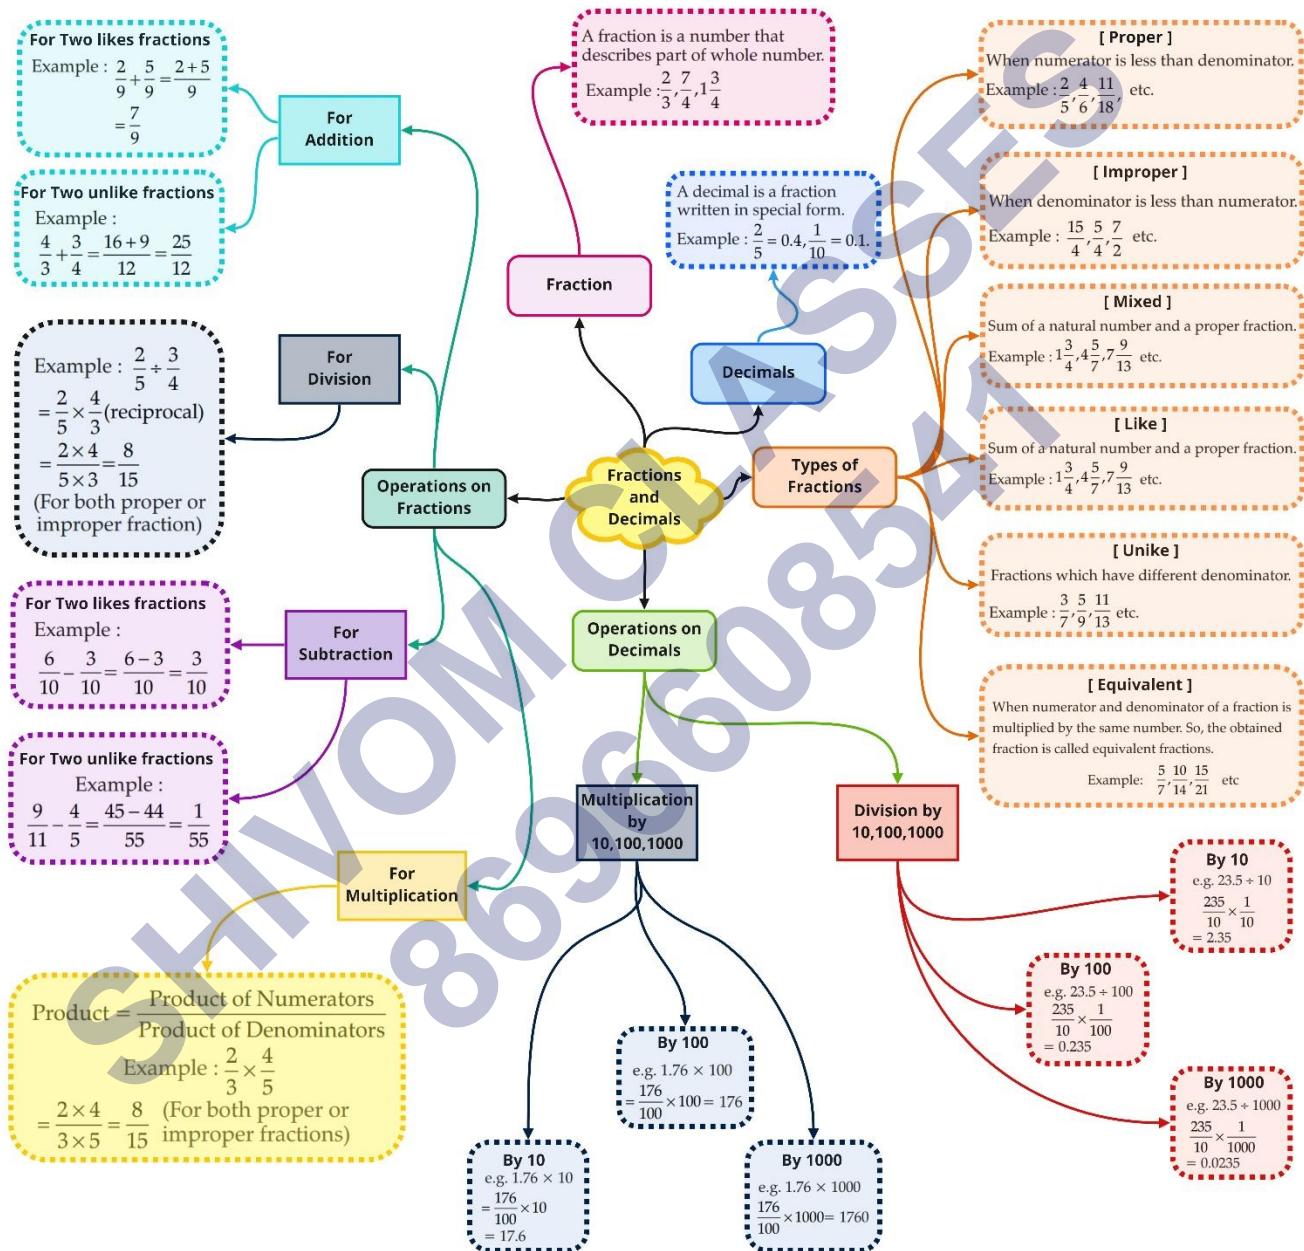 For Two likes fractions
Example : 2/9 + 5/9 = 2+5/9
= 7/9
For Two unlike fractions
Example :
4/3 + 3/4 = 16+9/12 = 25/12
For
Addition
A fraction is a number that
describes part of whole number.
Example : 2/3, 7/4, 1 3/4
Fraction
A decimal is a fraction
written in special form.
Example : 2/5 = 0.4, 1/10 = 0.1.
Decimals
[ Proper ]
When numerator is less than denominator.
Example : 2/5, 4/6, 11/18, etc.
[ Improper ]
When denominator is less than numerator.
Example : 15/4, 5/4, 7/2 etc.
[ Mixed ]
Sum of a natural number and a proper fraction.
Example : 1 3/4, 4 5/7, 7 9/13 etc.
[ Like ]
Sum of a natural number and a proper fraction.
Example : 1 3/4, 4 5/7, 7 9/13 etc.
[ Unike ]
Fractions which have different denominator.
Example : 3/7, 5/9, 11/13 etc.
[ Equivalent ]
When numerator and denominator of a fraction is
multiplied by the same number. So, the obtained
fraction is called equivalent fractions.
Example: 5/7, 10/14, 15/21 etc
Types of
Fractions
Fractions
and
Decimals
Operations on
Fractions
For
Division
Example : 2/5 ÷ 3/4
= 2/5 × 4/3 (reciprocal)
= 2×4/5×3 = 8/15
(For both proper or
improper fraction)
For Two likes fractions
Example :
6/10 − 3/10 = 6−3/10 = 3/10
For
Subtraction
For Two unlike fractions
Example :
9/11 − 4/5 = 45−44/55 = 1/55
For
Multiplication
Product = Product of Numerators/Product of Denominators
Example : 2/3 × 4/5
= 2×4/3×5 = 8/15 (For both proper or
improper fractions)
Operations on
Decimals
Multiplication
by
10,100,1000
By 10
e.g. 1.76 × 10
= 176/100 × 10
= 17.6
By 100
e.g. 1.76 × 100
= 176/100 × 100 = 176
By 1000
e.g. 1.76 × 1000
176/100 × 1000 = 1760
Division by
10,100,1000
By 10
e.g. 23.5 ÷ 10
235/10 × 1/10
= 2.35
By 100
e.g. 23.5 ÷ 100
235/10 × 1/100
= 0.235
By 1000
e.g. 23.5 ÷ 1000
235/10 × 1/1000
= 0.0235
SHIVOM CLASSES
8696608541